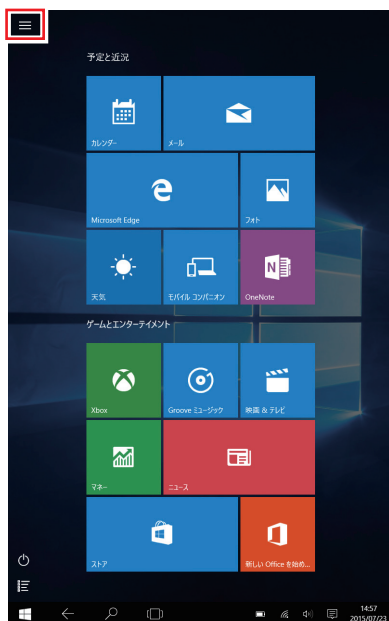 予定と近況
カレンダー
メール
Microsoft Edge
フォト
天気
モバイル コンパニオン
OneNote
ゲームとエンターテイメント
Xbox
Groove ミュージック
映画 & テレビ
マネー
ニュース
ストア
新しい Office を始め...
14:57
2015/07/23